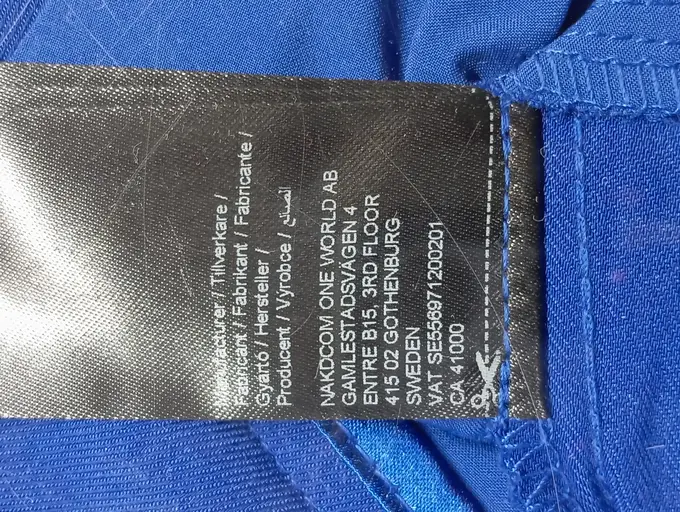 Manufacturer / Tillverkare /
Fabricant / Fabrikant / Fabricante /
Gyártó / Hersteller /
Producent / Výrobce / الصانع
NAKDCOM ONE WORLD AB
GAMLESTADSVÄGEN 4
ENTRE B15, 3RD FLOOR
415 02 GOTHENBURG
SWEDEN
VAT SE556971200201
CA 41000